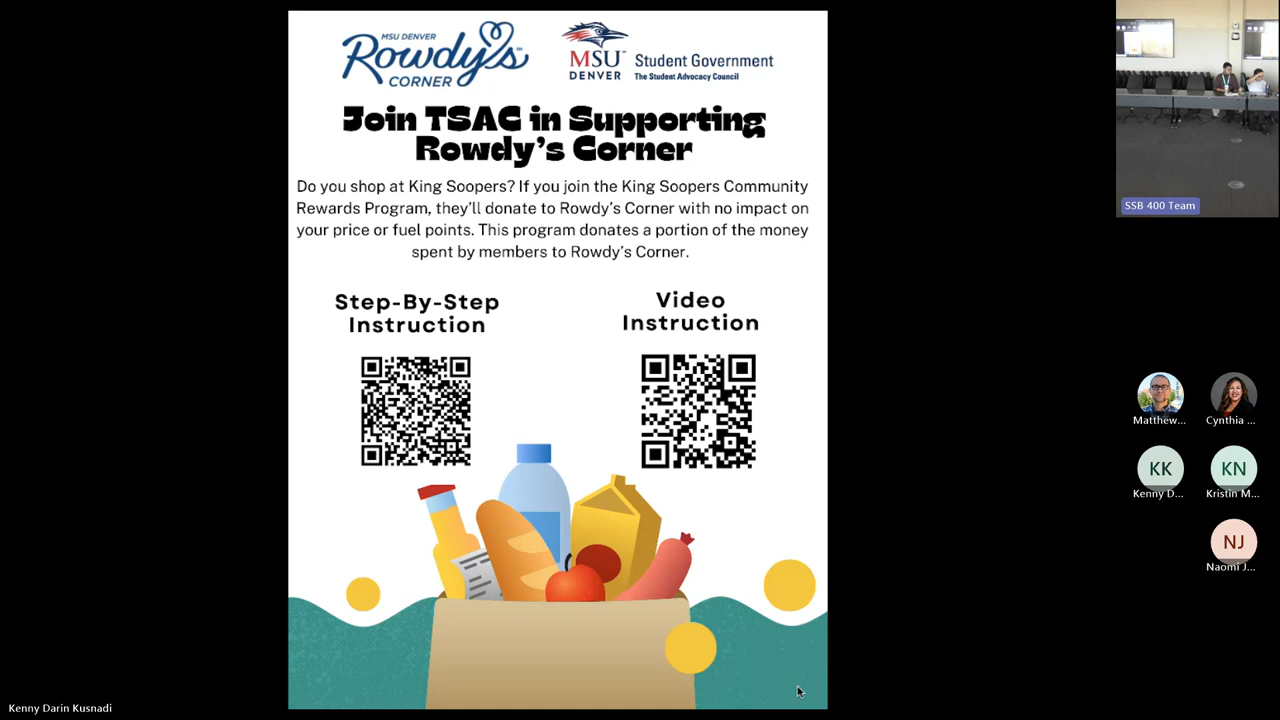 MSU DENVER
Rowdy's
CORNER
MSU
DENVER
Student Government
The Student Advocacy Council
Join TSAC in Supporting
Rowdy's Corner
Do you shop at King Soopers? If you join the King Soopers Community
Rewards Program, they'll donate to Rowdy's Corner with no impact on
your price or fuel points. This program donates a portion of the money
spent by members to Rowdy's Corner.
Step-By-Step
Instruction
Video
Instruction
SSB 400 Team
Matthew...
Cynthia ...
KK
Kenny D...
KN
Kristin M...
NJ
Naomi J...
Kenny Darin Kusnadi